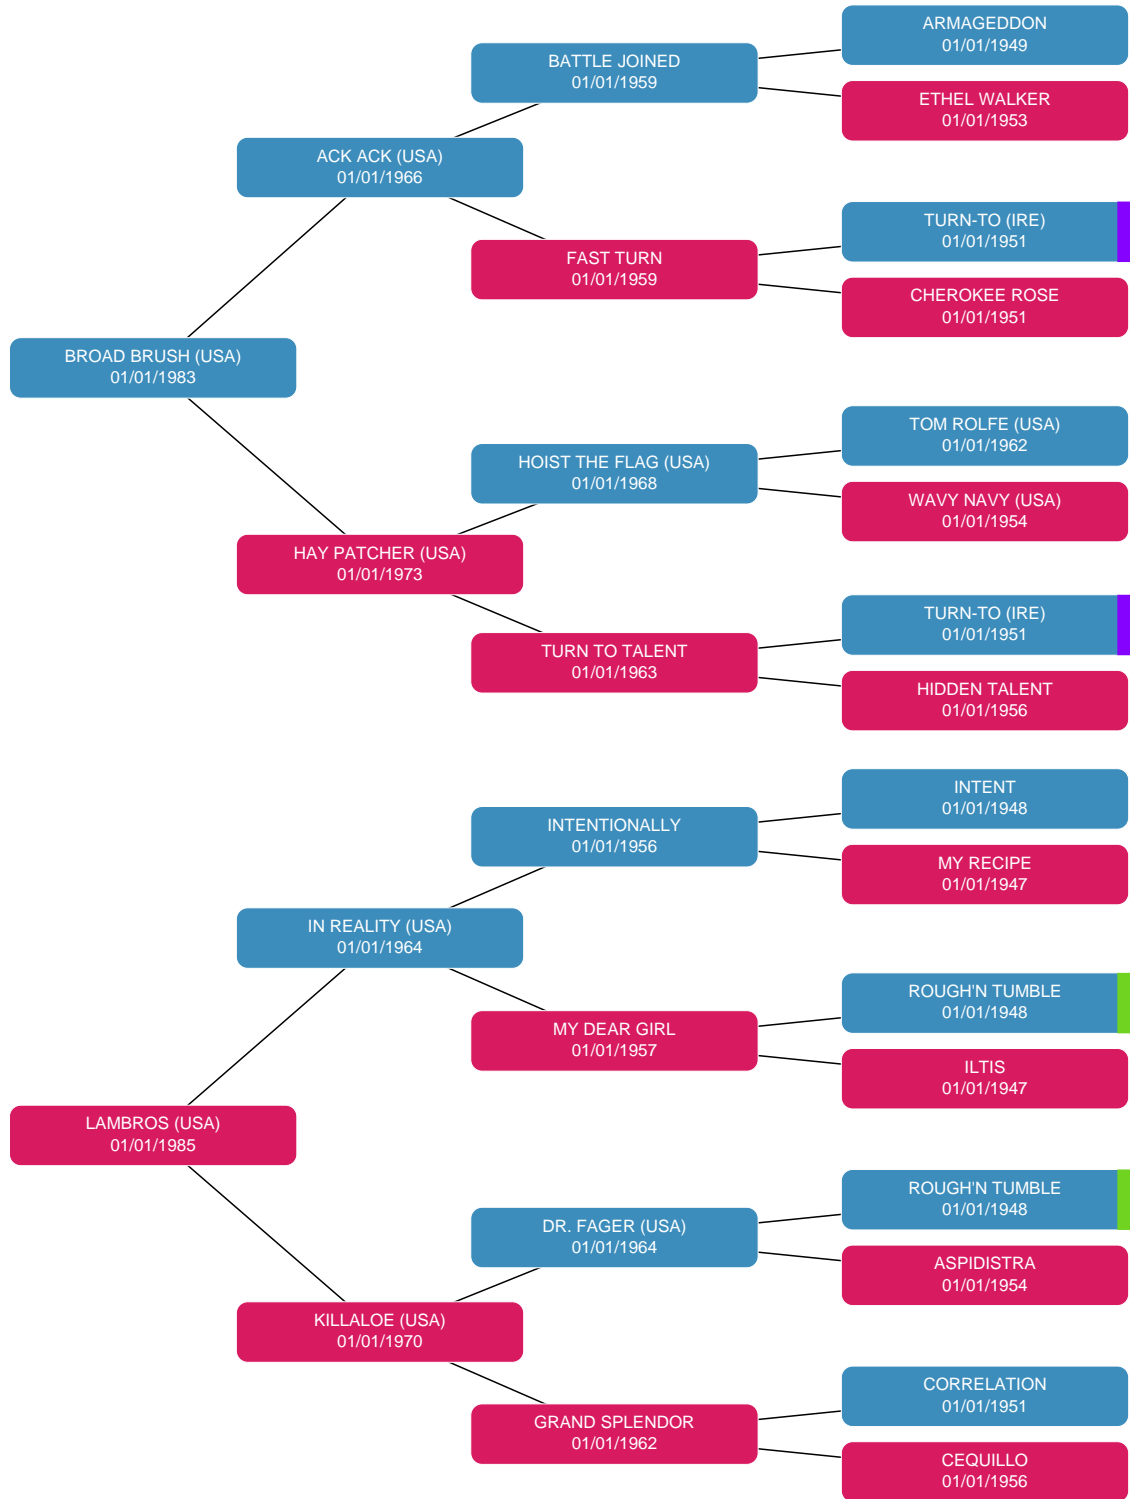 ARMAGEDDON
01/01/1949
BATTLE JOINED
01/01/1959
ETHEL WALKER
01/01/1953
ACK ACK (USA)
01/01/1966
TURN-TO (IRE)
01/01/1951
FAST TURN
01/01/1959
CHEROKEE ROSE
01/01/1951
BROAD BRUSH (USA)
01/01/1983
TOM ROLFE (USA)
01/01/1962
HOIST THE FLAG (USA)
01/01/1968
WAVY NAVY (USA)
01/01/1954
HAY PATCHER (USA)
01/01/1973
TURN-TO (IRE)
01/01/1951
TURN TO TALENT
01/01/1963
HIDDEN TALENT
01/01/1956
INTENT
01/01/1948
INTENTIONALLY
01/01/1956
MY RECIPE
01/01/1947
IN REALITY (USA)
01/01/1964
ROUGH'N TUMBLE
01/01/1948
MY DEAR GIRL
01/01/1957
ILTIS
01/01/1947
LAMBROS (USA)
01/01/1985
ROUGH'N TUMBLE
01/01/1948
DR. FAGER (USA)
01/01/1964
ASPIDISTRA
01/01/1954
KILLALOE (USA)
01/01/1970
CORRELATION
01/01/1951
GRAND SPLENDOR
01/01/1962
CEQUILLO
01/01/1956